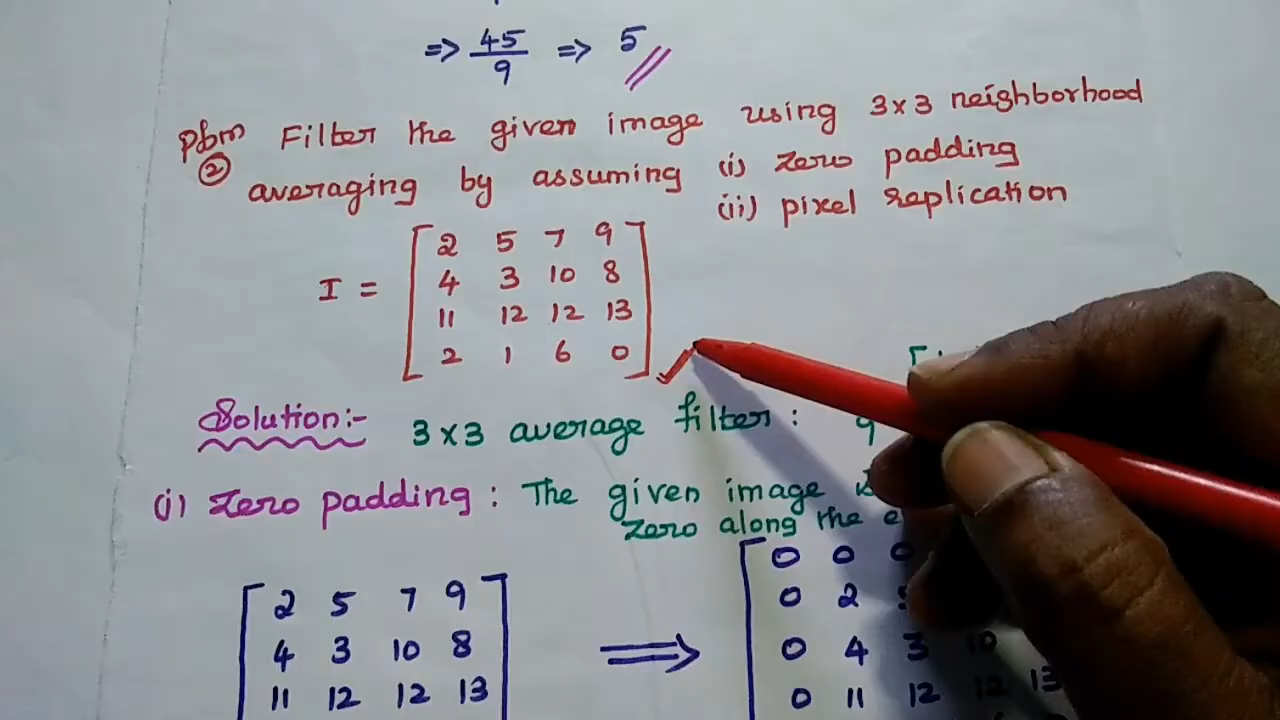 => 45/9 => 5
Pbm ② Filter the given image using 3x3 neighborhood
averaging by assuming (i) zero padding
(ii) pixel replication
I = [ 2 5 7 9
4 3 10 8
11 12 12 13
2 1 6 0 ]
Solution:-
3x3 average filter : 9
(i) zero padding : The given image
zero along the
[ 2 5 7 9
4 3 10 8
11 12 12 13 ]
⟹
[ 0 0 0
0 2
0 4 3 10
0 11 12 12 13